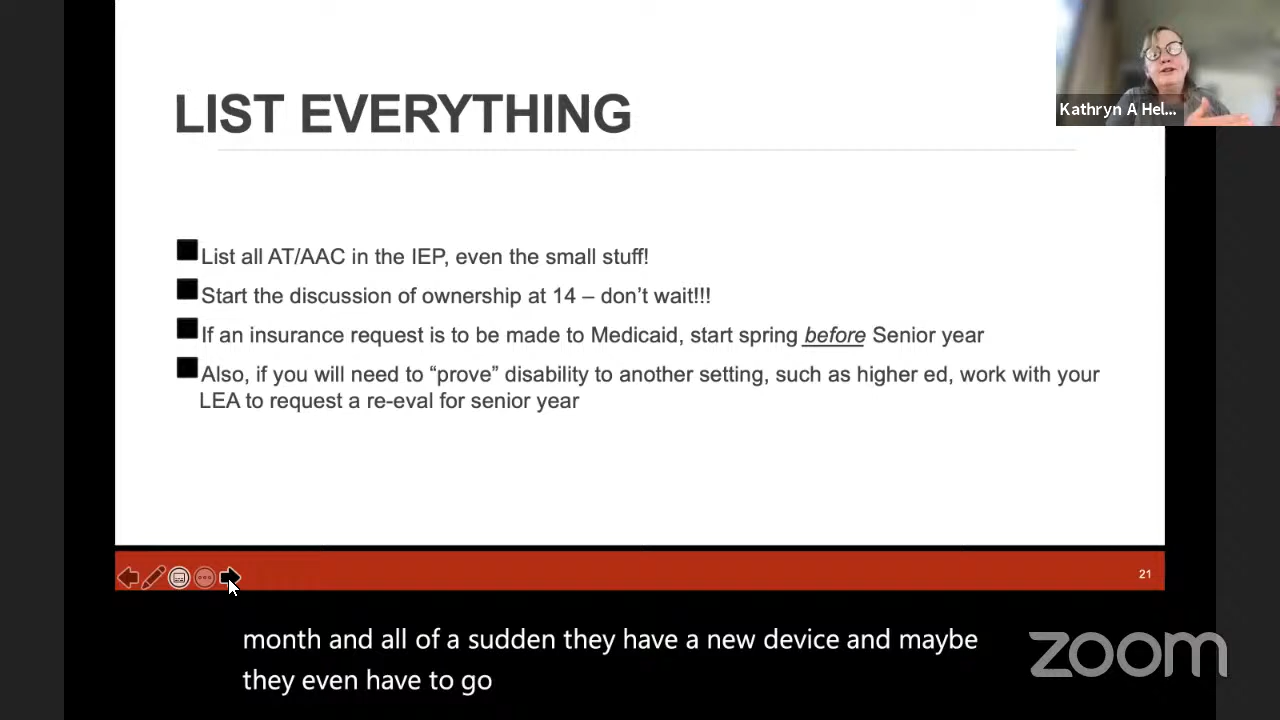 LIST EVERYTHING
Kathryn A Hel...
List all AT/AAC in the IEP, even the small stuff!
Start the discussion of ownership at 14 – don’t wait!!!
If an insurance request is to be made to Medicaid, start spring before Senior year
Also, if you will need to “prove” disability to another setting, such as higher ed, work with your
LEA to request a re-eval for senior year
21
month and all of a sudden they have a new device and maybe
they even have to go
zoom